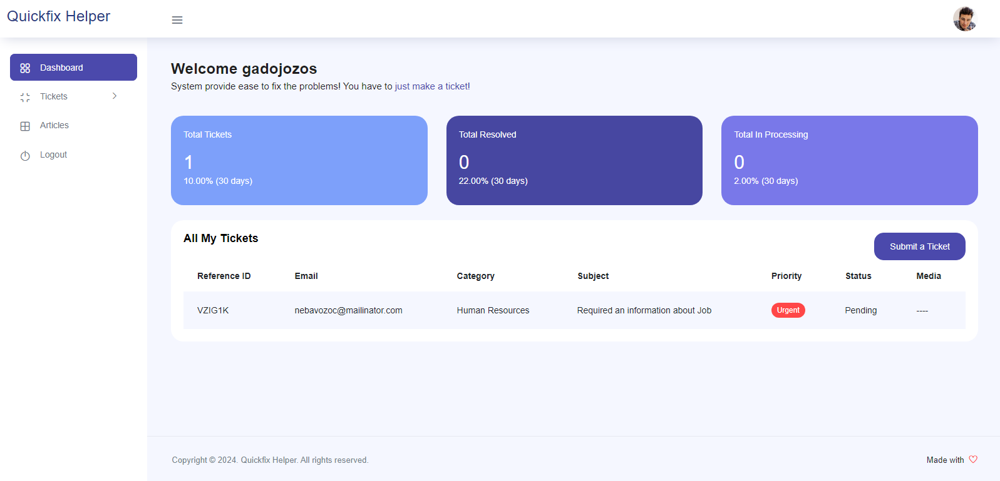 Quickfix Helper
Dashboard
Tickets
Articles
Logout
Welcome gadojozos
System provide ease to fix the problems! You have to just make a ticket!
Total Tickets
1
10.00% (30 days)
Total Resolved
0
22.00% (30 days)
Total In Processing
0
2.00% (30 days)
All My Tickets
Submit a Ticket
Reference ID Email Category Subject Priority Status Media
VZIG1K nebavozoc@mailinator.com Human Resources Required an information about Job Urgent Pending ----
Copyright © 2024. Quickfix Helper. All rights reserved.
Made with ♡